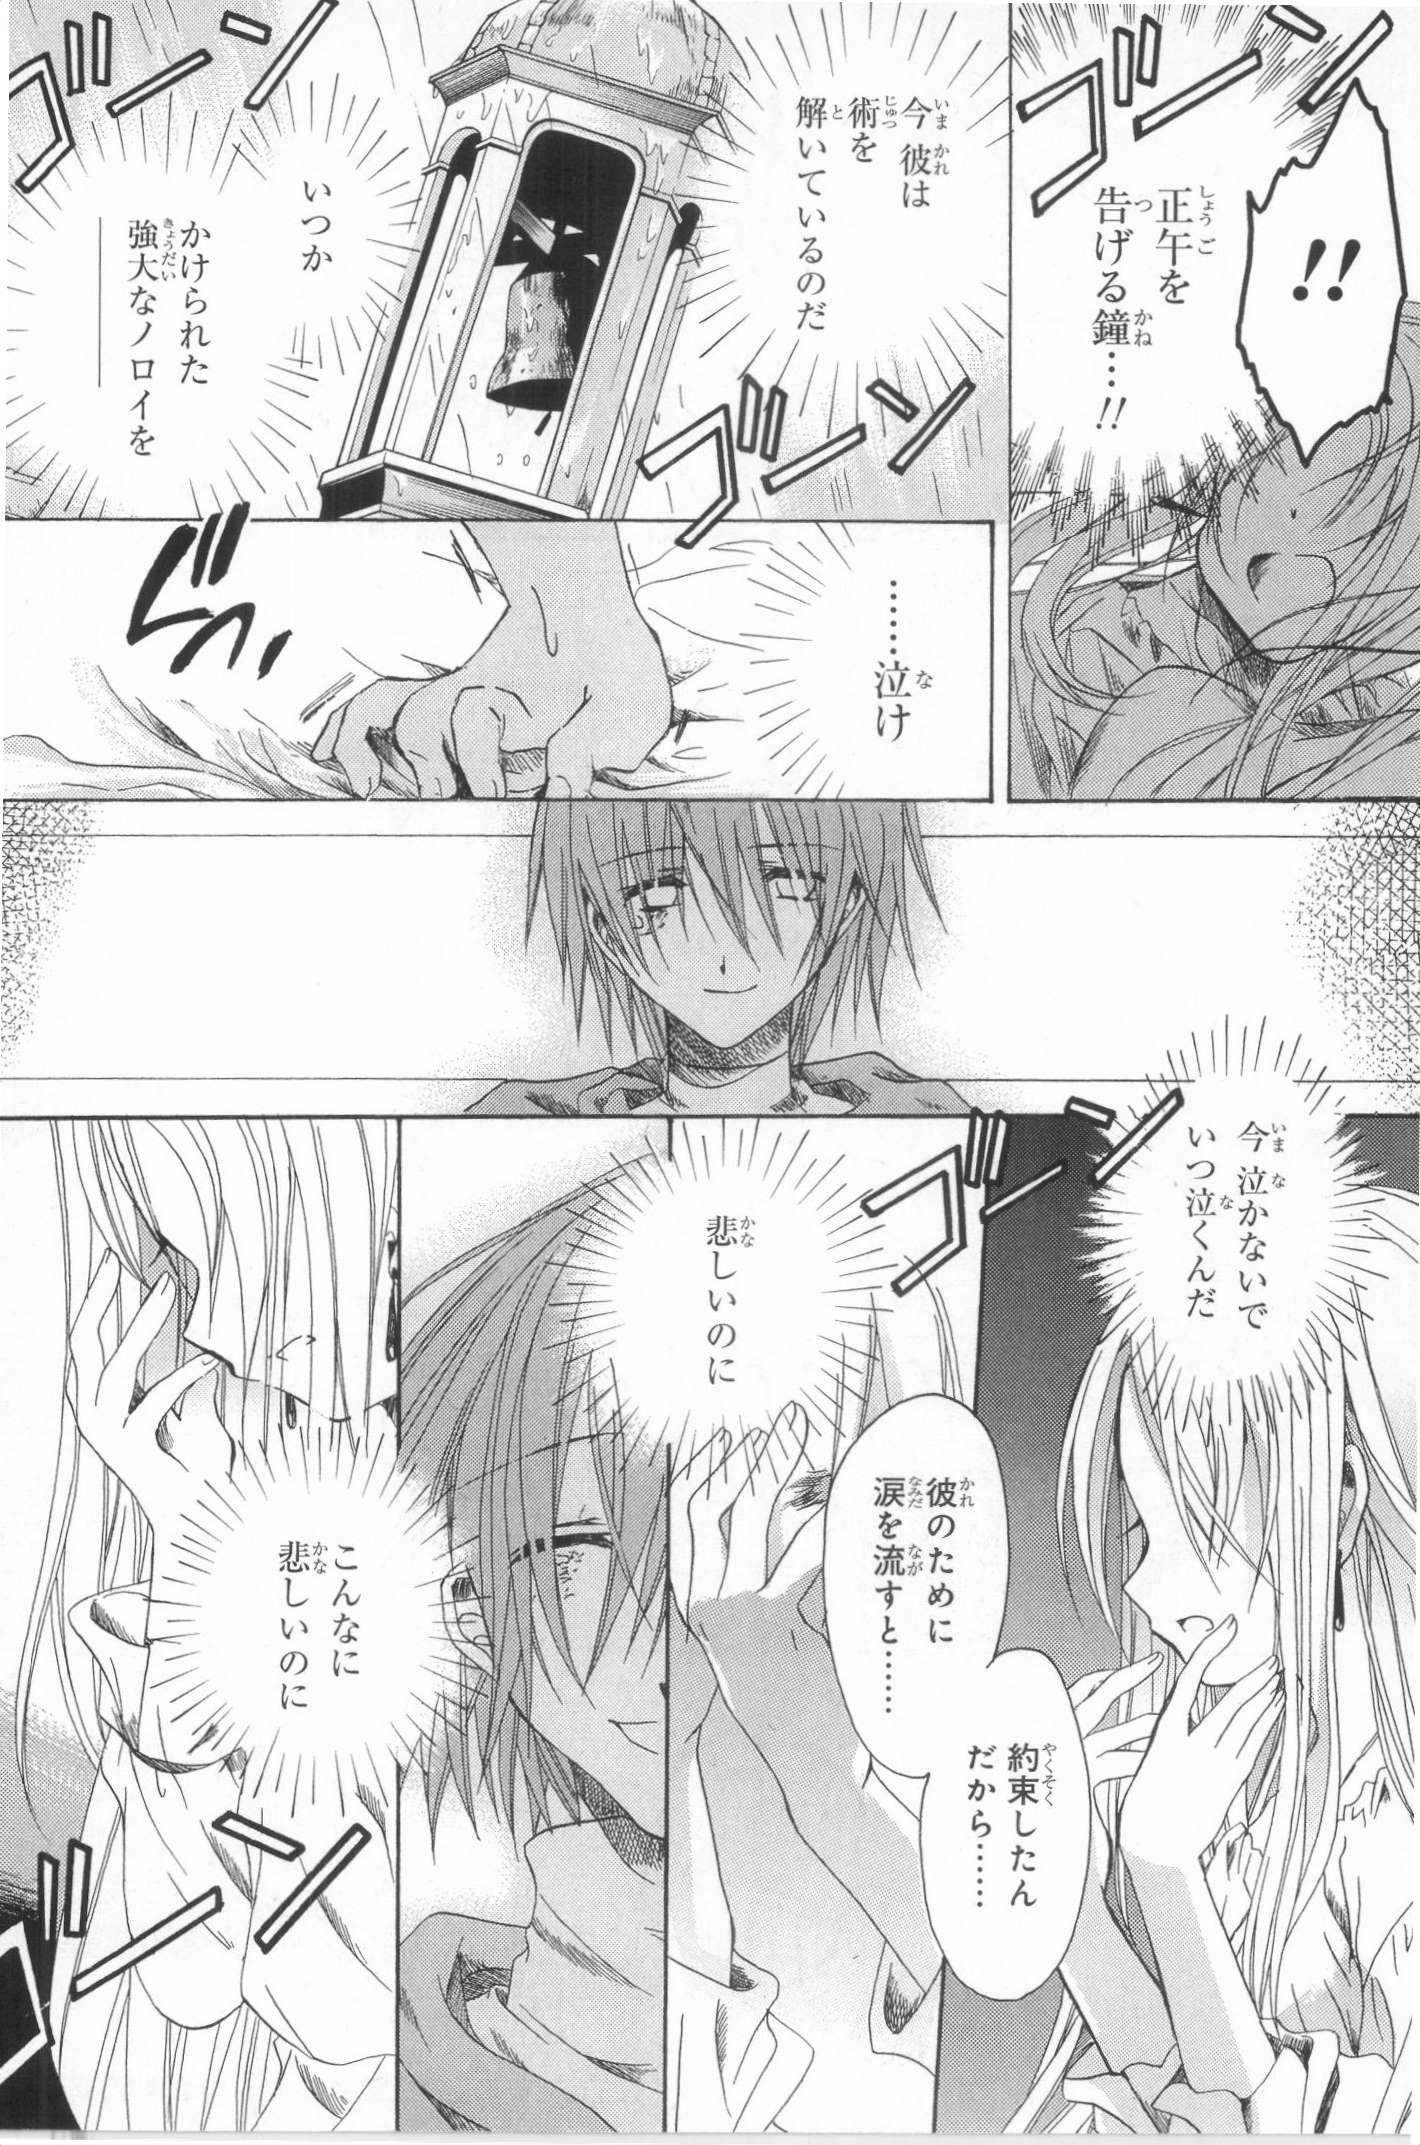 !!
正午を
告げる鐘…!!
ゴーン
今彼は
術を
解いているのだ
ゴーン
いつか
かけられた
強大なノロイを
――
ゴーン
……泣け
グッ
今泣かないで
いつ泣くんだ
ゴーン
彼のために
涙を流すと……
約束したん
だから……
悲しいのに
こんなに
悲しいのに
ゴーン